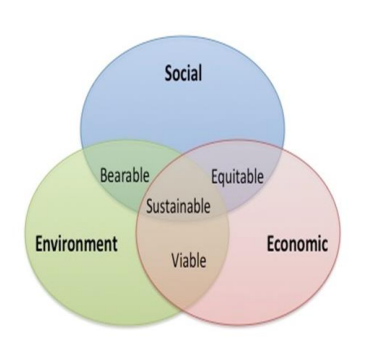 Social
Bearable
Equitable
Sustainable
Environment
Economic
Viable